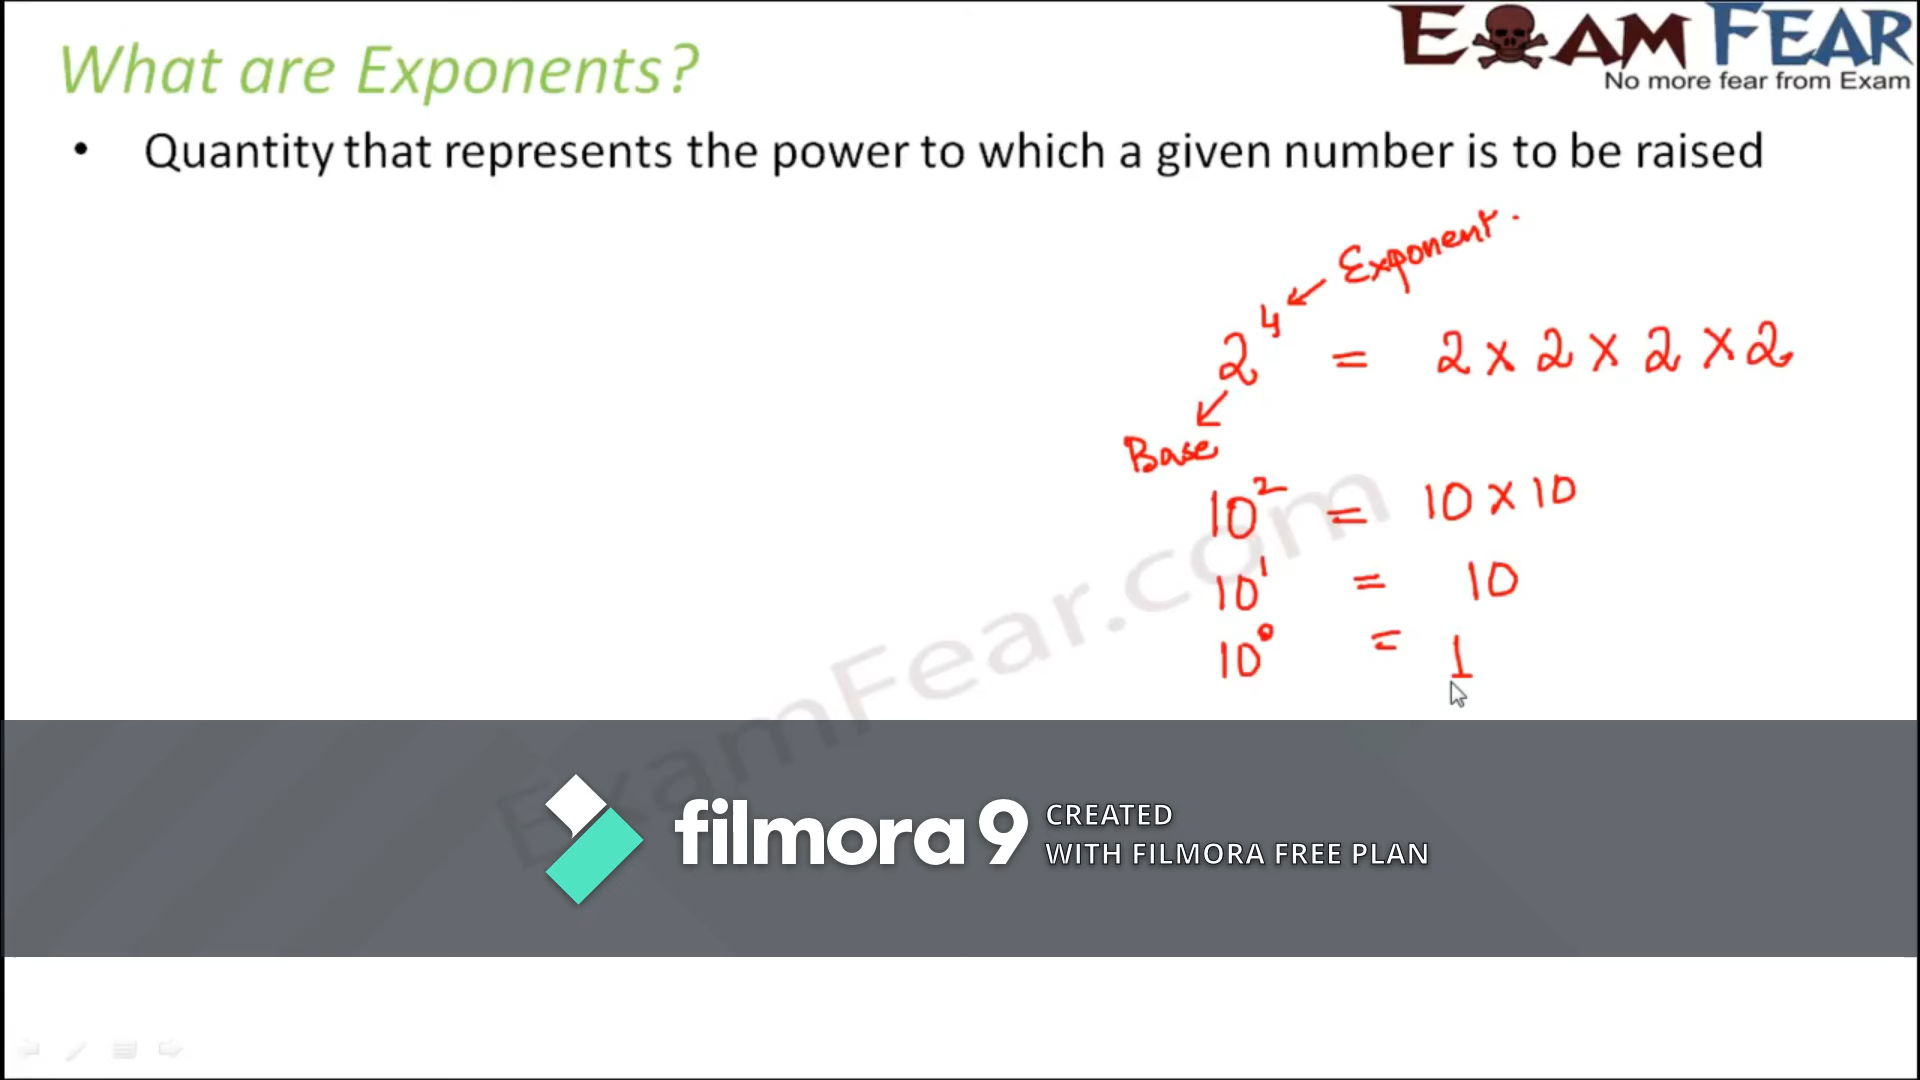 What are Exponents?
EXAM FEAR
No more fear from Exam
• Quantity that represents the power to which a given number is to be raised
Exponent.
2⁴ = 2 × 2 × 2 × 2
Base
10² = 10 × 10
10¹ = 10
10⁰ = 1
ExamFear.com
filmora9
CREATED
WITH FILMORA FREE PLAN